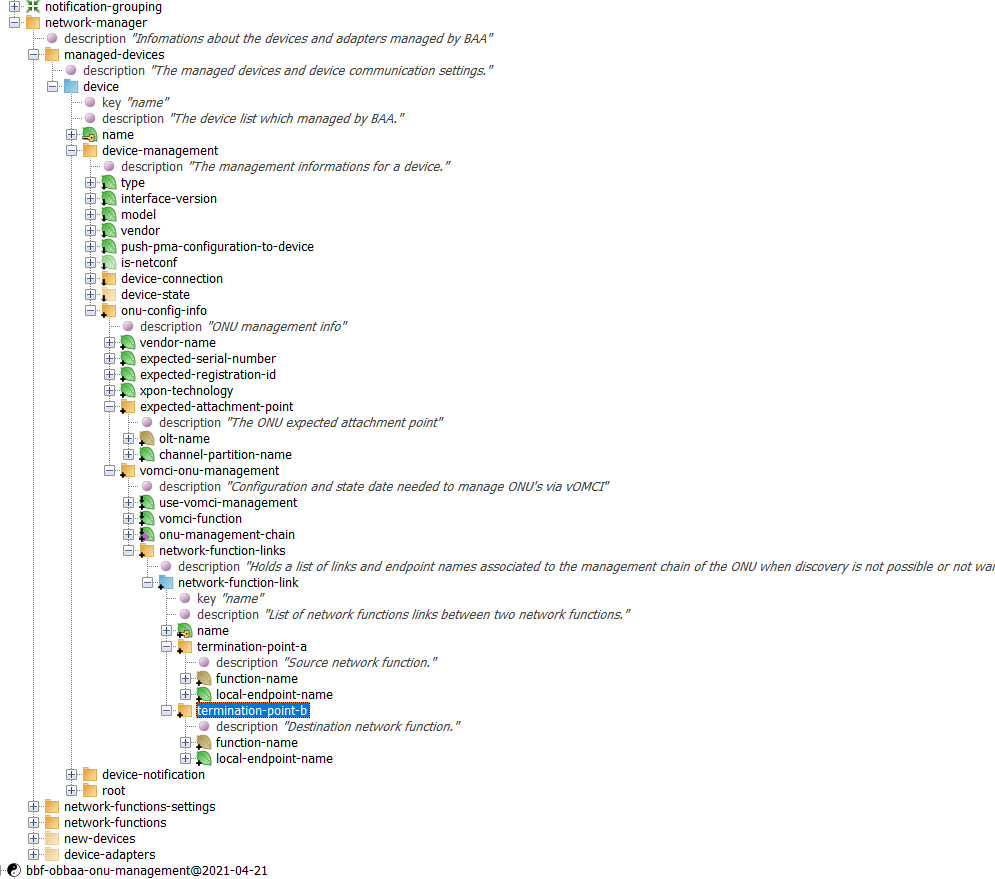 notification-grouping
network-manager
description "Infomations about the devices and adapters managed by BAA"
managed-devices
description "The managed devices and device communication settings."
device
key "name"
description "The device list which managed by BAA."
name
device-management
description "The management informations for a device."
type
interface-version
model
vendor
push-pma-configuration-to-device
is-netconf
device-connection
device-state
onu-config-info
description "ONU management info"
vendor-name
expected-serial-number
expected-registration-id
xpon-technology
expected-attachment-point
description "The ONU expected attachment point"
olt-name
channel-partition-name
vomci-onu-management
description "Configuration and state date needed to manage ONU's via vOMCI"
use-vomci-management
vomci-function
onu-management-chain
network-function-links
description "Holds a list of links and endpoint names associated to the management chain of the ONU when discovery is not possible or not
network-function-link
key "name"
description "List of network functions links between two network functions."
name
termination-point-a
description "Source network function."
function-name
local-endpoint-name
termination-point-b
description "Destination network function."
function-name
local-endpoint-name
device-notification
root
network-functions-settings
network-functions
new-devices
device-adapters
bbf-obbaa-onu-management@2021-04-21